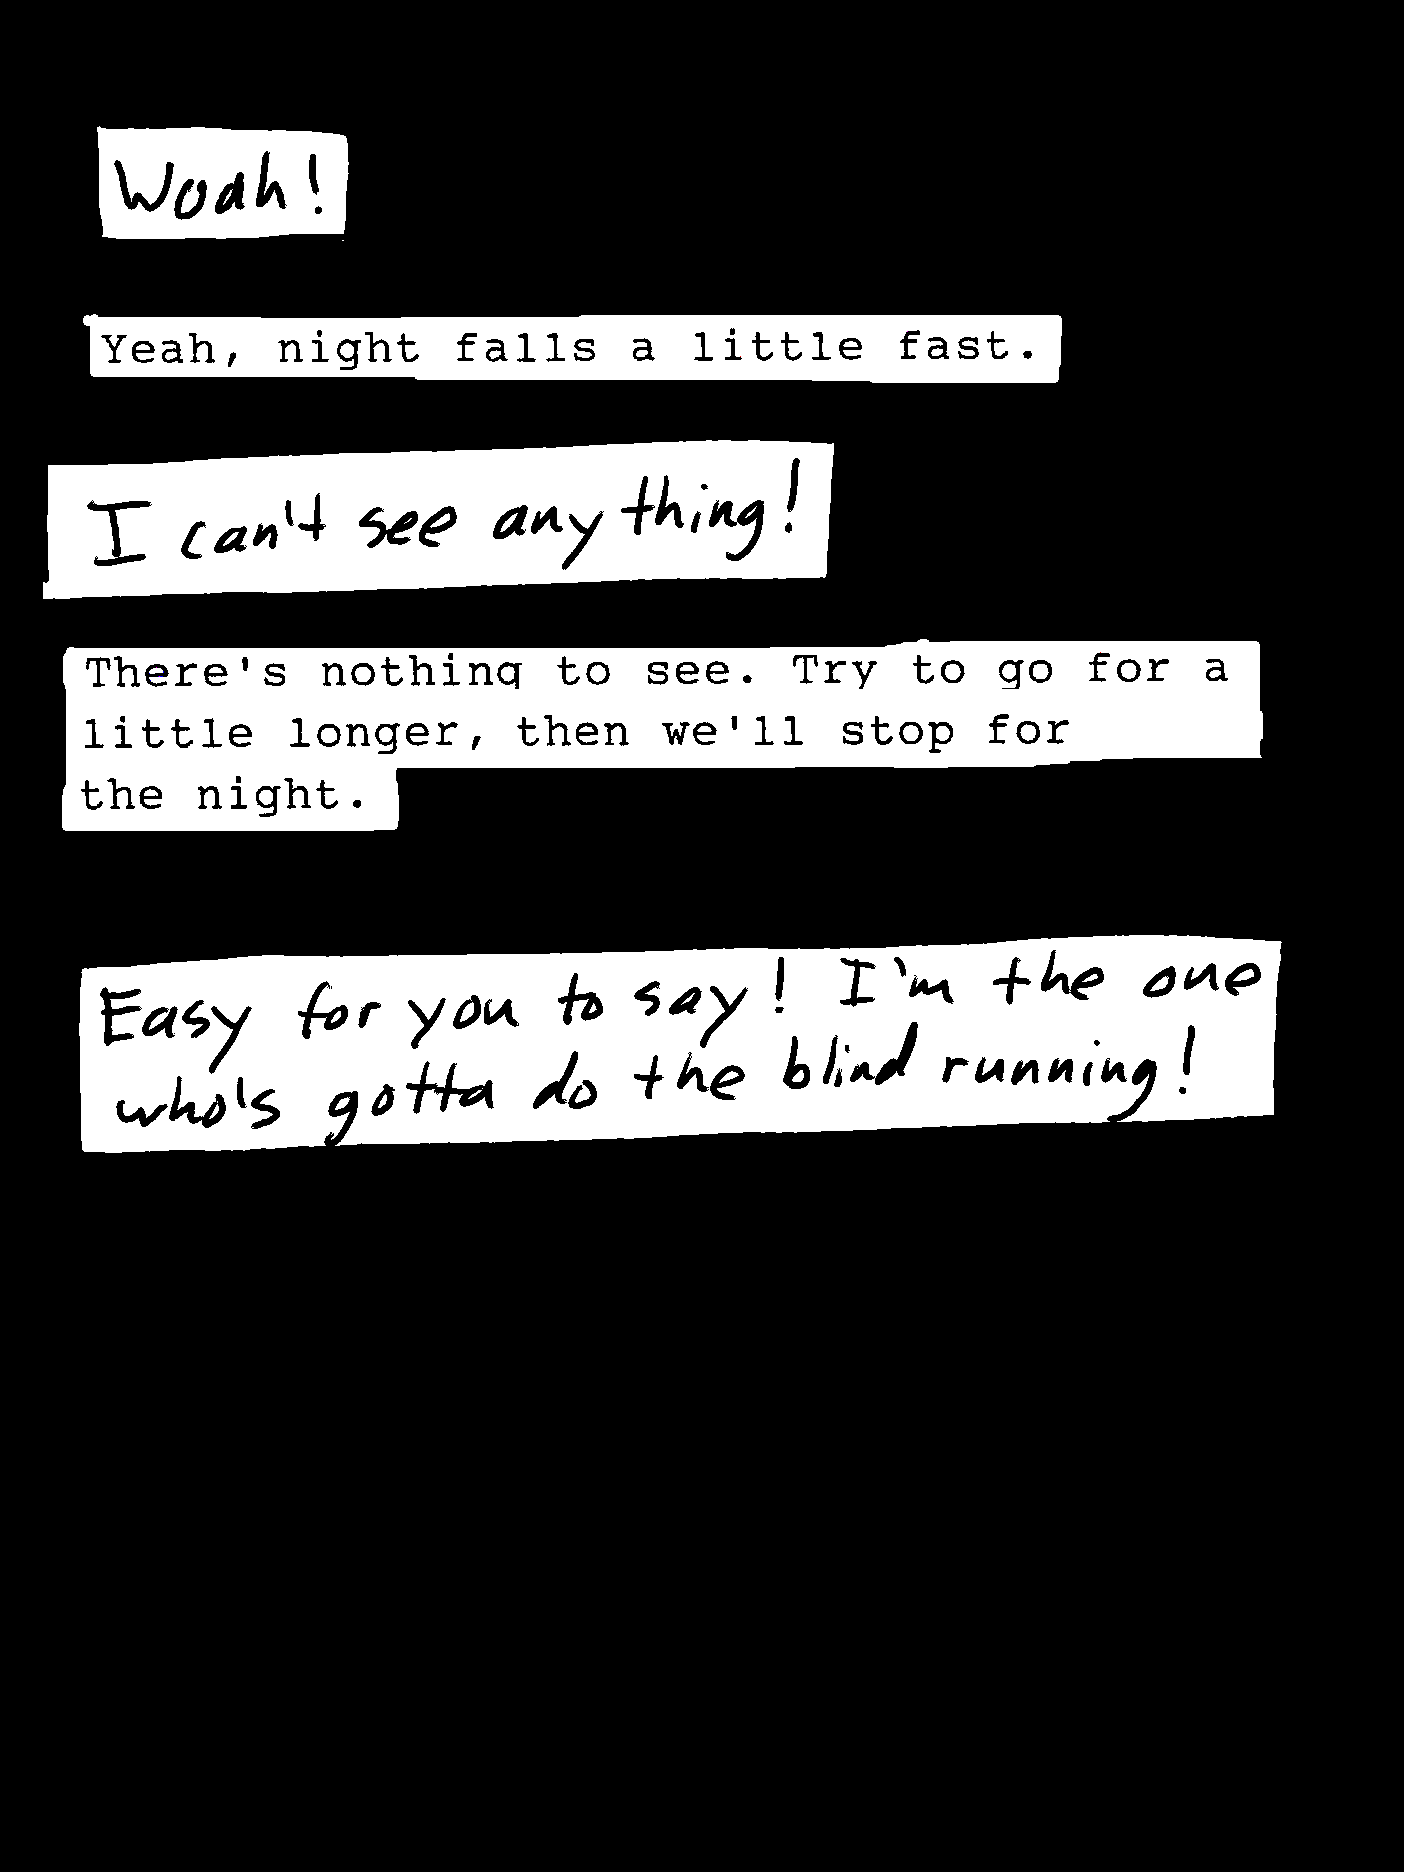 Woah!
Yeah, night falls a little fast.
I can't see anything!
There's nothing to see. Try to go for a
little longer, then we'll stop for
the night.
Easy for you to say! I'm the one
who's gotta do the blind running!